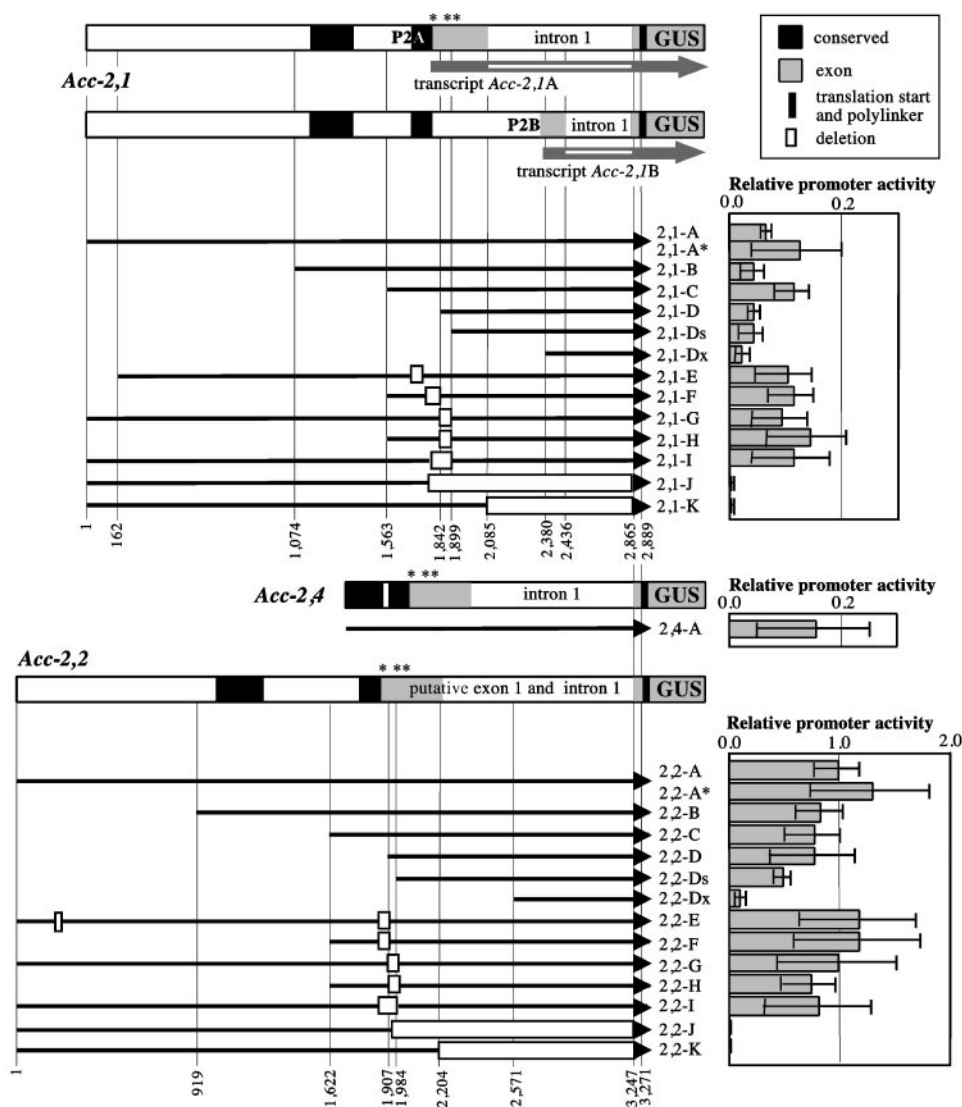 * **
P2A intron 1 GUS
Acc-2,1
transcript Acc-2,1A
P2B intron 1 GUS
transcript Acc-2,1B
conserved
exon
translation start
and polylinker
deletion
Relative promoter activity
0.0 0.2
2,1-A
2,1-A*
2,1-B
2,1-C
2,1-D
2,1-Ds
2,1-Dx
2,1-E
2,1-F
2,1-G
2,1-H
2,1-I
2,1-J
2,1-K
1 162 1,074 1,563 1,842 1,899 2,085 2,380 2,436 2,865 2,889
* **
Acc-2,4 intron 1 GUS
2,4-A
Relative promoter activity
0.0 0.2
Acc-2,2
* **
putative exon 1 and intron 1 GUS
Relative promoter activity
0.0 1.0 2.0
2,2-A
2,2-A*
2,2-B
2,2-C
2,2-D
2,2-Ds
2,2-Dx
2,2-E
2,2-F
2,2-G
2,2-H
2,2-I
2,2-J
2,2-K
1 919 1,622 1,907 1,984 2,204 2,571 3,247 3,271